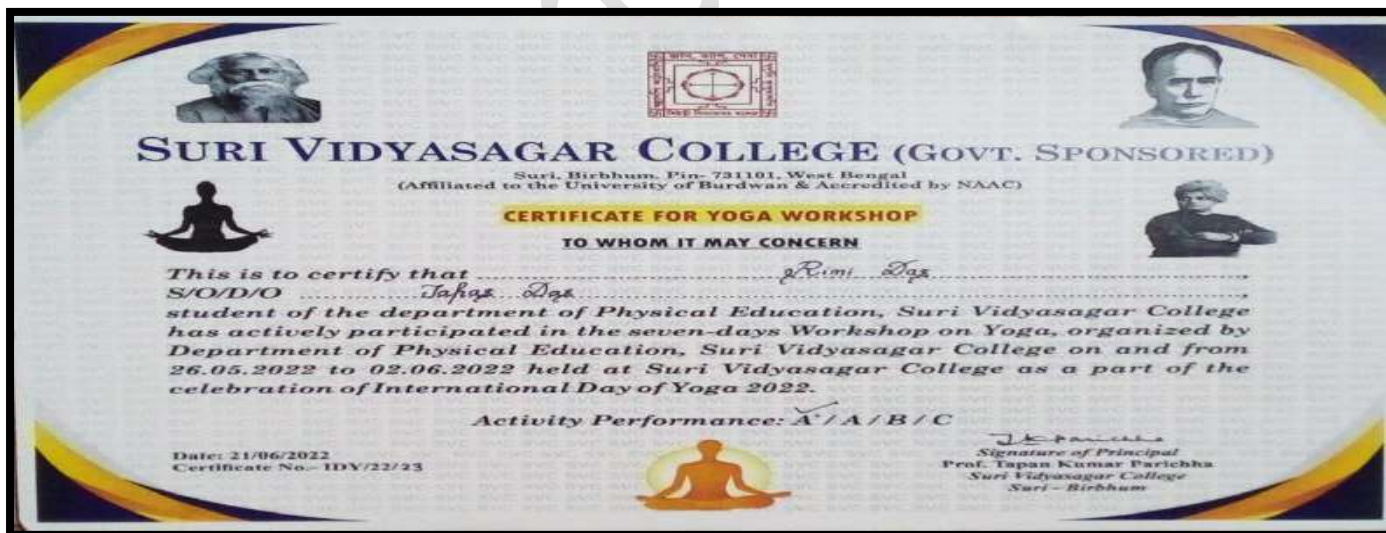 SURI VIDYASAGAR COLLEGE (GOVT. SPONSORED)
Suri, Birbhum, Pin- 731101, West Bengal
(Affiliated to the University of Burdwan & Accredited by NAAC)
CERTIFICATE FOR YOGA WORKSHOP
TO WHOM IT MAY CONCERN
This is to certify that Rimi Das
S/O/D/O Tapas Das
student of the department of Physical Education, Suri Vidyasagar College
has actively participated in the seven-days Workshop on Yoga, organized by
Department of Physical Education, Suri Vidyasagar College on and from
26.05.2022 to 02.06.2022 held at Suri Vidyasagar College as a part of the
celebration of International Day of Yoga 2022.
Activity Performance: A+ / A / B / C
Date: 21/06/2022
Certificate No.- IDY/22/23
Signature of Principal
Prof. Tapan Kumar Parichha
Suri Vidyasagar College
Suri - Birbhum